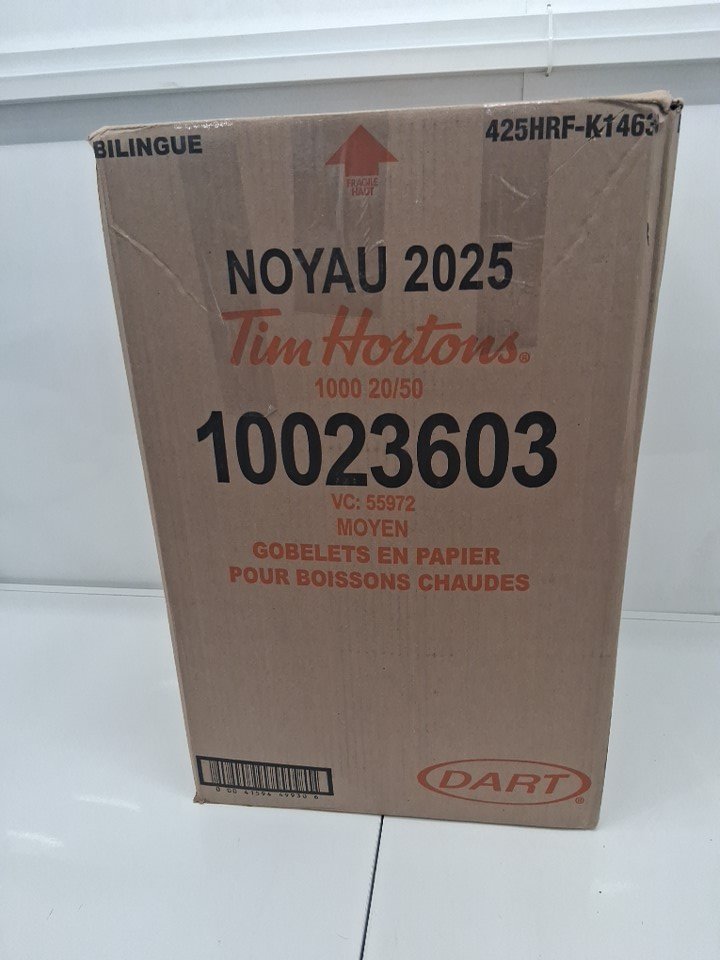 BILINGUE
425HRF-K1463
FRAGILE
HAUT
NOYAU 2025
Tim Hortons®
1000 20/50
10023603
VC: 55972
MOYEN
GOBELETS EN PAPIER
POUR BOISSONS CHAUDES
DART®